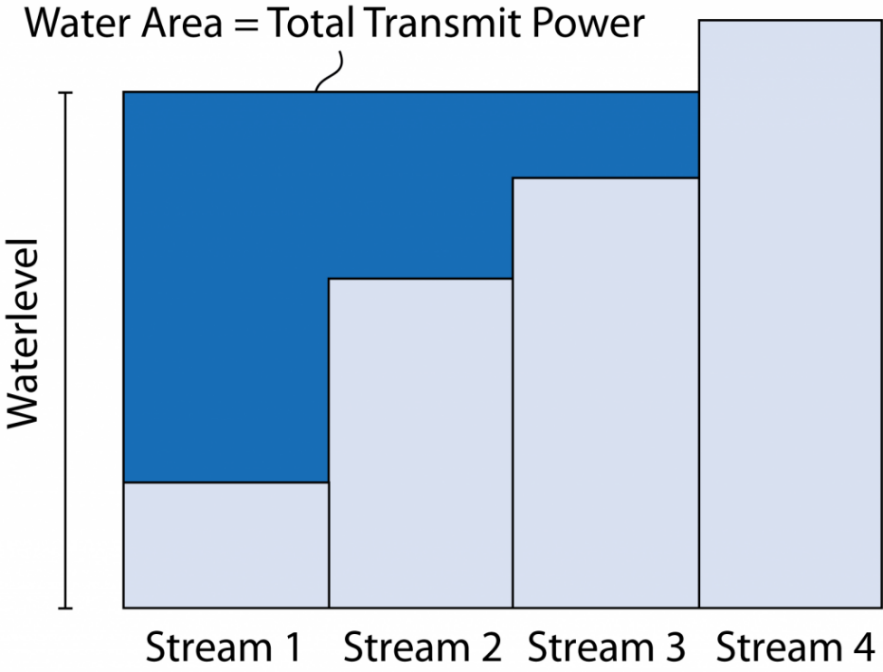 Water Area = Total Transmit Power
Waterlevel
Stream 1 Stream 2 Stream 3 Stream 4